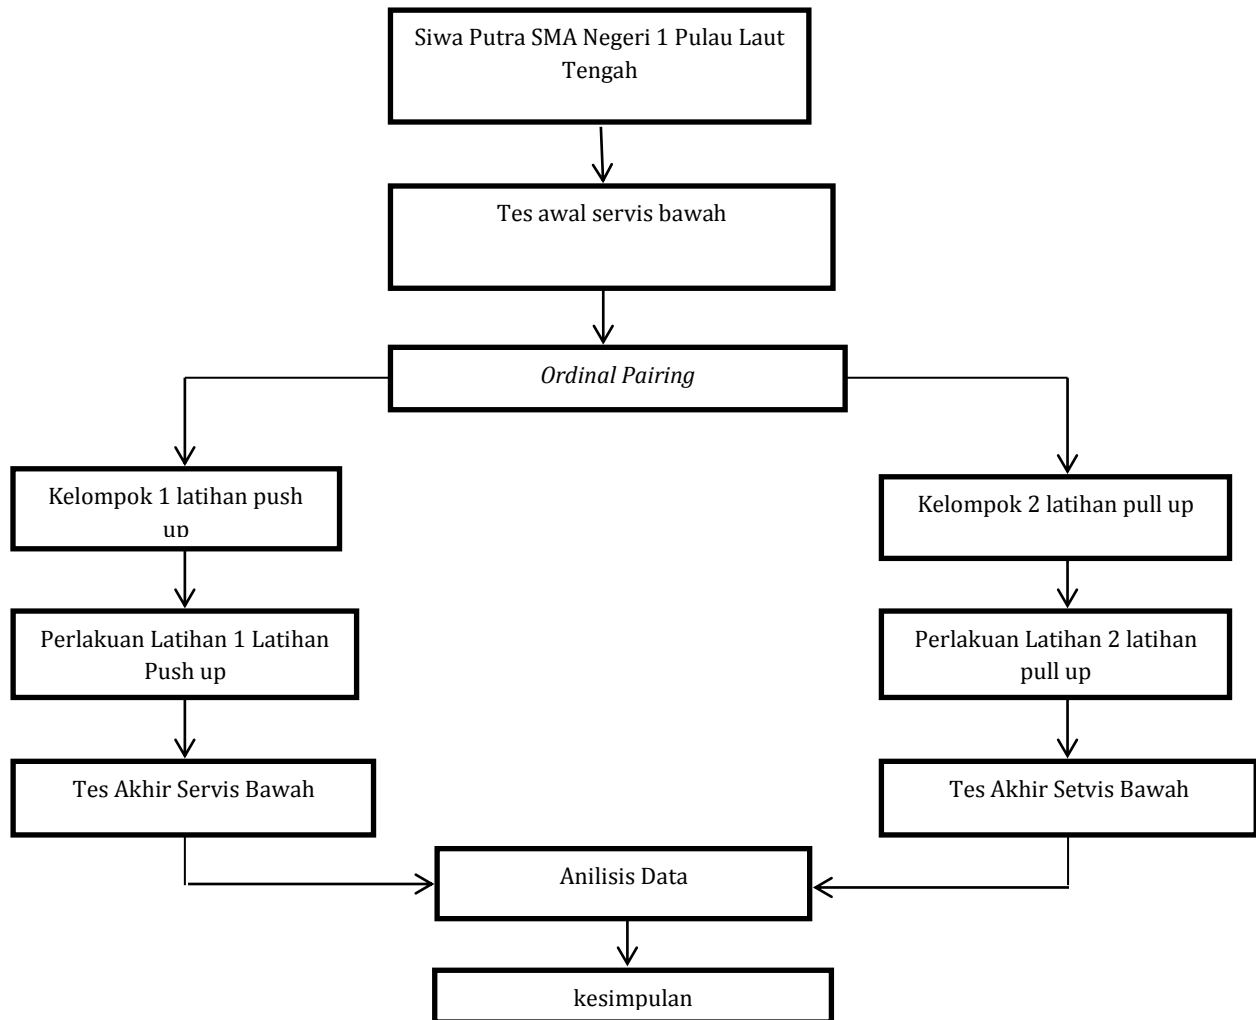 Siwa Putra SMA Negeri 1 Pulau Laut
Tengah
Tes awal servis bawah
Ordinal Pairing
Kelompok 1 latihan push
up
Kelompok 2 latihan pull up
Perlakuan Latihan 1 Latihan
Push up
Perlakuan Latihan 2 latihan
pull up
Tes Akhir Servis Bawah
Tes Akhir Setvis Bawah
Anilisis Data
kesimpulan